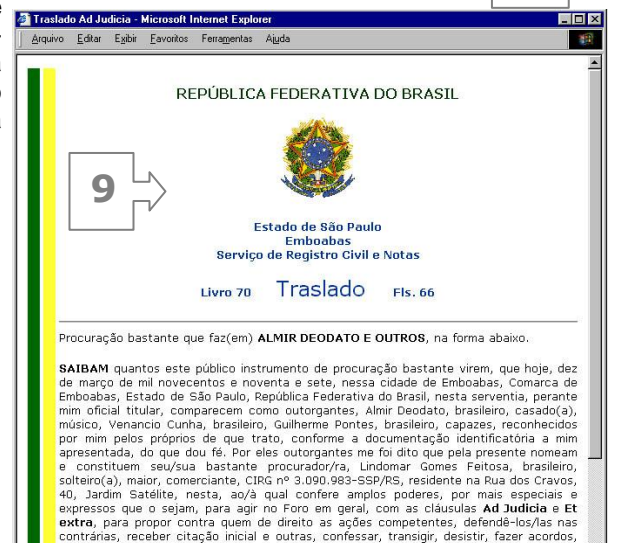 Traslado Ad Judicia - Microsoft Internet Explorer
Arquivo Editar Exibir Favoritos Ferramentas Ajuda
REPÚBLICA FEDERATIVA DO BRASIL
9
Estado de São Paulo
Emboabas
Serviço de Registro Civil e Notas
Livro 70 Traslado Fls. 66
Procuração bastante que faz(em) ALMIR DEODATO E OUTROS, na forma abaixo.
SAIBAM quantos este público instrumento de procuração bastante virem, que hoje, dez
de março de mil novecentos e noventa e sete, nessa cidade de Emboabas, Comarca de
Emboabas, Estado de São Paulo, República Federativa do Brasil, nesta serventia, perante
mim oficial titular, comparecem como outorgantes, Almir Deodato, brasileiro, casado(a),
músico, Venancio Cunha, brasileiro, Guilherme Pontes, brasileiro, capazes, reconhecidos
por mim pelos próprios de que trato, conforme a documentação identificatória a mim
apresentada, do que dou fé. Por eles outorgantes me foi dito que pela presente nomeam
e constituem seu/sua bastante procurador/ra, Lindomar Gomes Feitosa, brasileiro,
solteiro(a), maior, comerciante, CIRG nº 3.090.983-SSP/RS, residente na Rua dos Cravos,
40, Jardim Satélite, nesta, ao/à qual confere amplos poderes, por mais especiais e
expressos que o sejam, para agir no Foro em geral, com as cláusulas Ad Judicia e Et
extra, para propor contra quem de direito as ações competentes, defendê-los/las nas
contrárias, receber citação inicial e outras, confessar, transigir, desistir, fazer acordos,